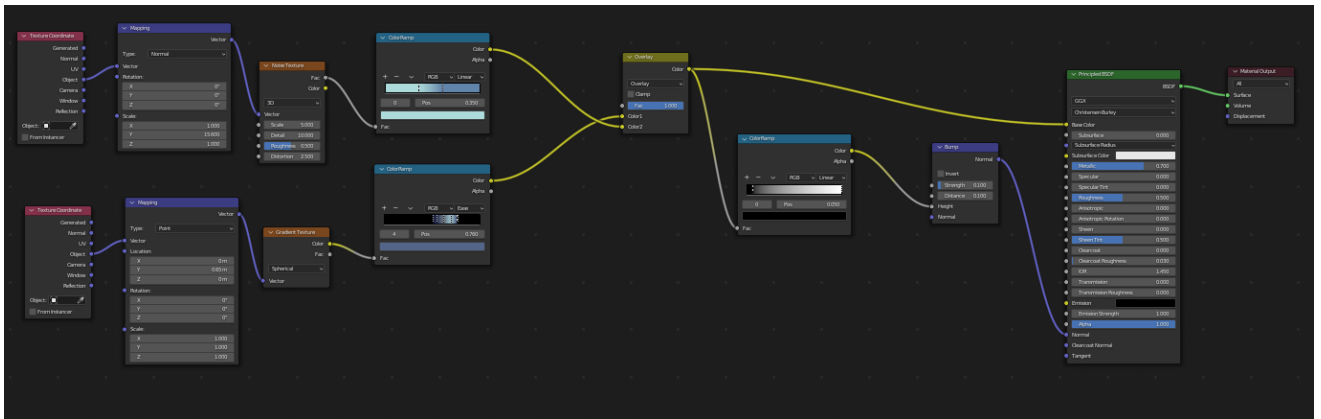 Texture Coordinate
Generated
Normal
UV
Object
Camera
Window
Reflection
Object:
From Instancer
Mapping
Vector
Type: Normal
Vector
Rotation:
X 0°
Y 0°
Z 0°
Scale:
X 1.000
Y 15.600
Z 1.000
Noise Texture
Fac
Color
3D
Vector
Scale 5.000
Detail 10.000
Roughness 0.500
Distortion 2.500
ColorRamp
Color
Alpha
RGB Linear
0 Pos 0.350
Fac
Texture Coordinate
Generated
Normal
UV
Object
Camera
Window
Reflection
Object:
From Instancer
Mapping
Vector
Type: Point
Vector
Location:
X 0 m
Y 0.65 m
Z 0 m
Rotation:
X 0°
Y 0°
Z 0°
Scale:
X 1.000
Y 1.000
Z 1.000
Gradient Texture
Color
Fac
Spherical
Vector
ColorRamp
Color
Alpha
RGB Ease
4 Pos 0.760
Fac
Overlay
Color
Overlay
Clamp
Fac 1.000
Color1
Color2
ColorRamp
Color
Alpha
RGB Linear
0 Pos 0.050
Fac
Bump
Normal
Invert
Strength 0.100
Distance 0.100
Height
Normal
Principled BSDF
BSDF
GGX
Christensen-Burley
Base Color
Subsurface 0.000
Subsurface Radius
Subsurface Color
Metallic 0.700
Specular 0.000
Specular Tint 0.000
Roughness 0.500
Anisotropic 0.000
Anisotropic Rotation 0.000
Sheen 0.000
Sheen Tint 0.500
Clearcoat 0.000
Clearcoat Roughness 0.030
IOR 1.450
Transmission 0.000
Transmission Roughness 0.000
Emission
Emission Strength 1.000
Alpha 1.000
Normal
Clearcoat Normal
Tangent
Material Output
All
Surface
Volume
Displacement